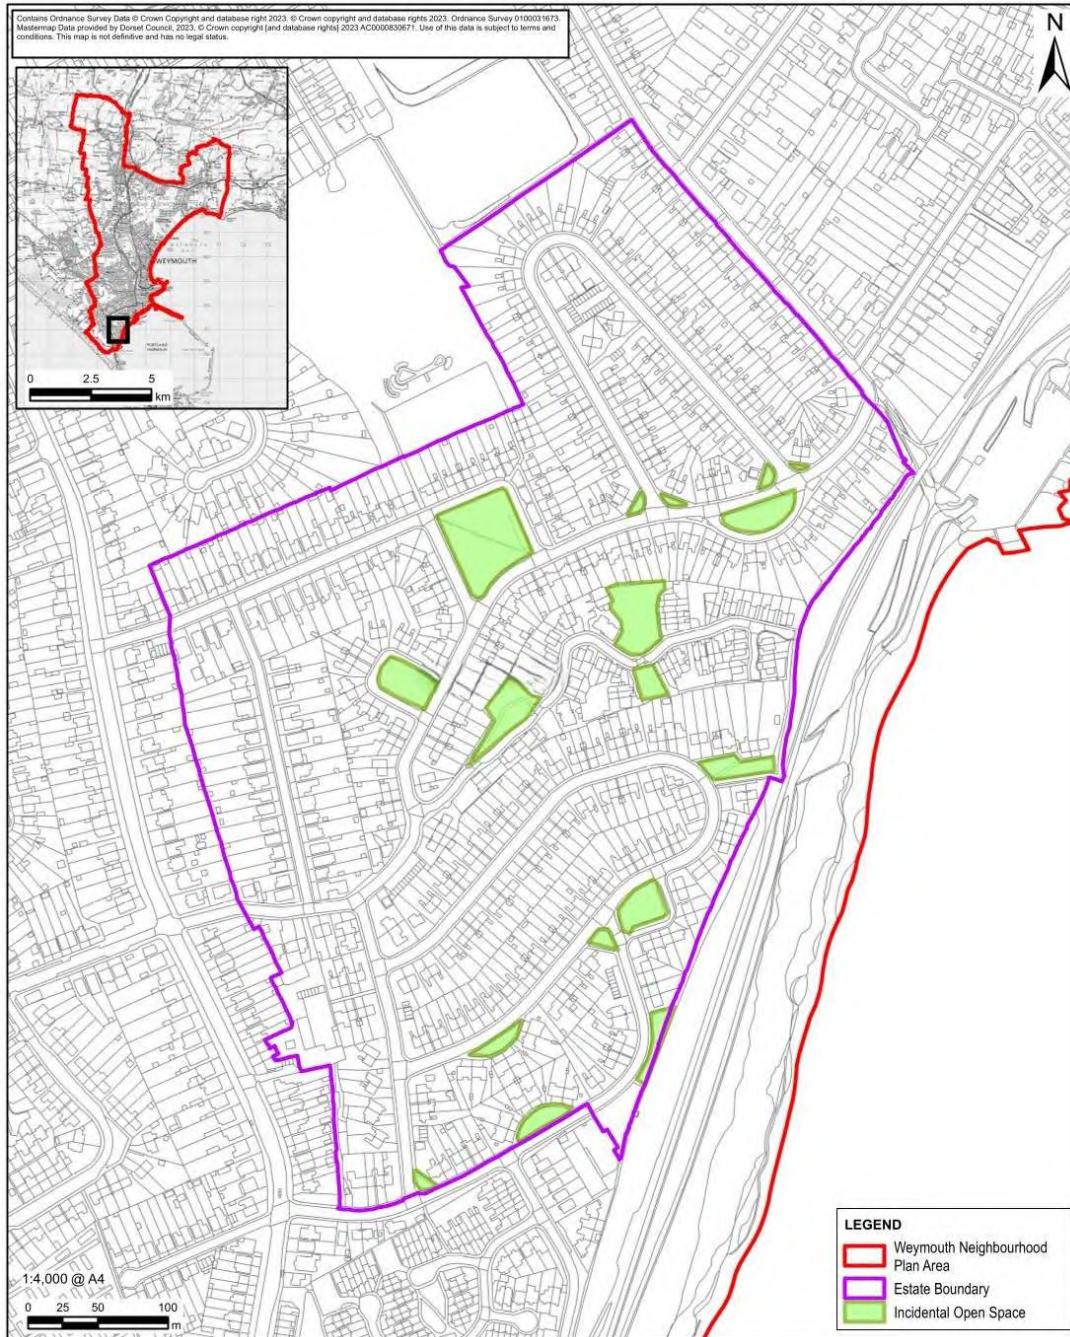 Contains Ordnance Survey Data © Crown Copyright and database right 2023. © Crown copyright and database rights 2023. Ordnance Survey 0100031673.
Mastermap Data provided by Dorset Council, 2023. © Crown copyright [and database rights] 2023 AC0000830671. Use of this data is subject to terms and
conditions. This map is not definitive and has no legal status.
N
WEYMOUTH
PORTLAND
HARBOUR
0 2.5 5
km
1:4,000 @ A4
0 25 50 100
m
LEGEND
Weymouth Neighbourhood
Plan Area
Estate Boundary
Incidental Open Space